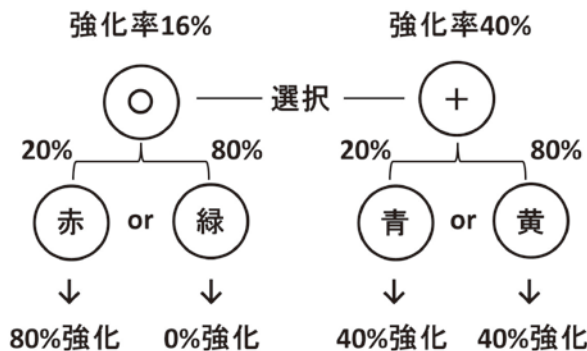 強化率16% 強化率40%
選択 +
20% 80% 20% 80%
赤 or 緑 青 or 黄
80%強化 0%強化 40%強化 40%強化